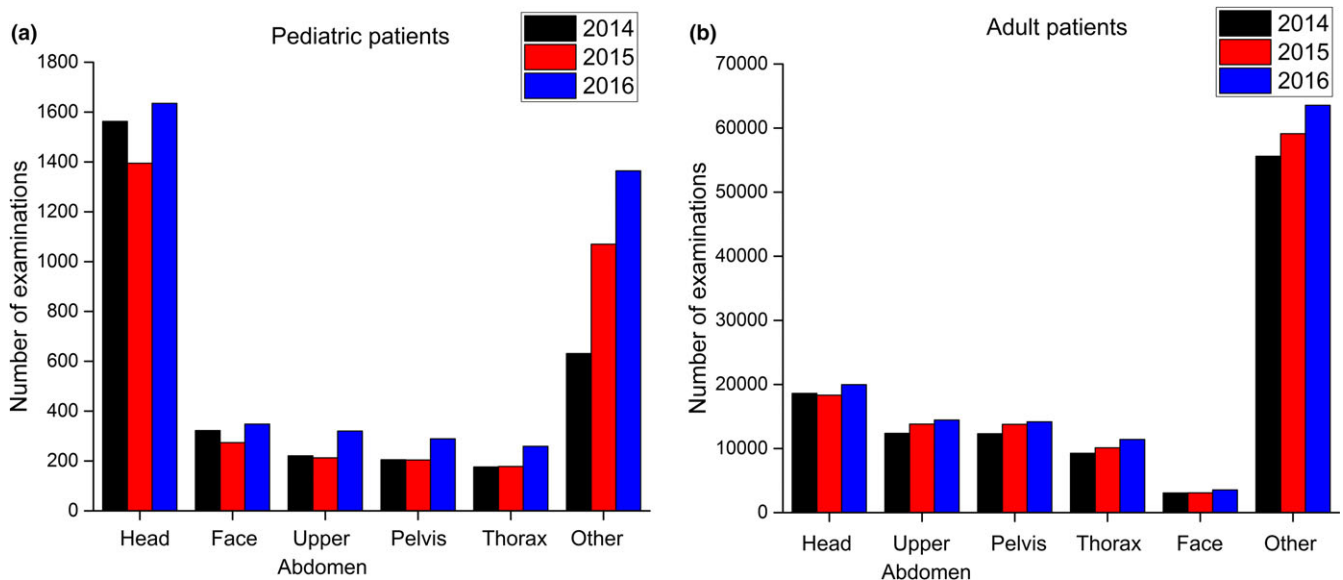 (a)
Pediatric patients
2014
2015
2016
1800
1600
1400
1200
1000
800
600
400
200
0
Number of examinations
Head Face Upper Pelvis Thorax Other
Abdomen
(b)
Adult patients
2014
2015
2016
70000
60000
50000
40000
30000
20000
10000
0
Number of examinations
Head Upper Pelvis Thorax Face Other
Abdomen